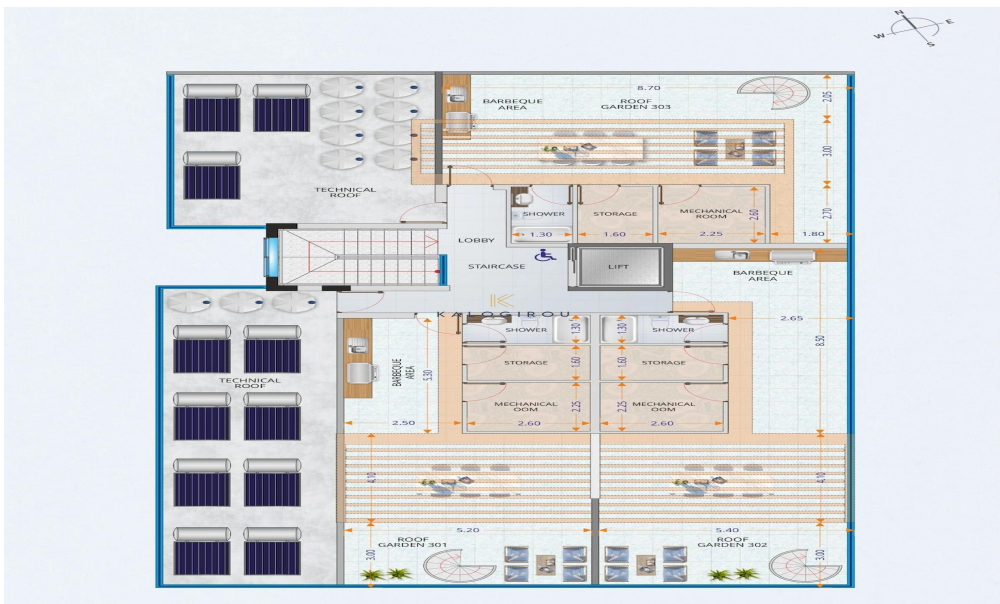 N
E
W
S
8.70
BARBEQUE
AREA
ROOF
GARDEN 303
2.05
3.00
TECHNICAL
ROOF
SHOWER
STORAGE
MECHANICAL
ROOM
2.60
2.70
1.30
1.60
2.25
1.80
LOBBY
STAIRCASE
LIFT
BARBEQUE
AREA
K
KALOGIROU
2.65
8.50
SHOWER
1.30
1.30
SHOWER
BARBEQUE
AREA
5.30
STORAGE
1.60
1.60
STORAGE
TECHNICAL
ROOF
MECHANICAL
OOM
2.25
2.25
MECHANICAL
OOM
2.50
2.60
2.60
4.10
4.10
5.20
5.40
ROOF
GARDEN 301
ROOF
GARDEN 302
3.00
3.00